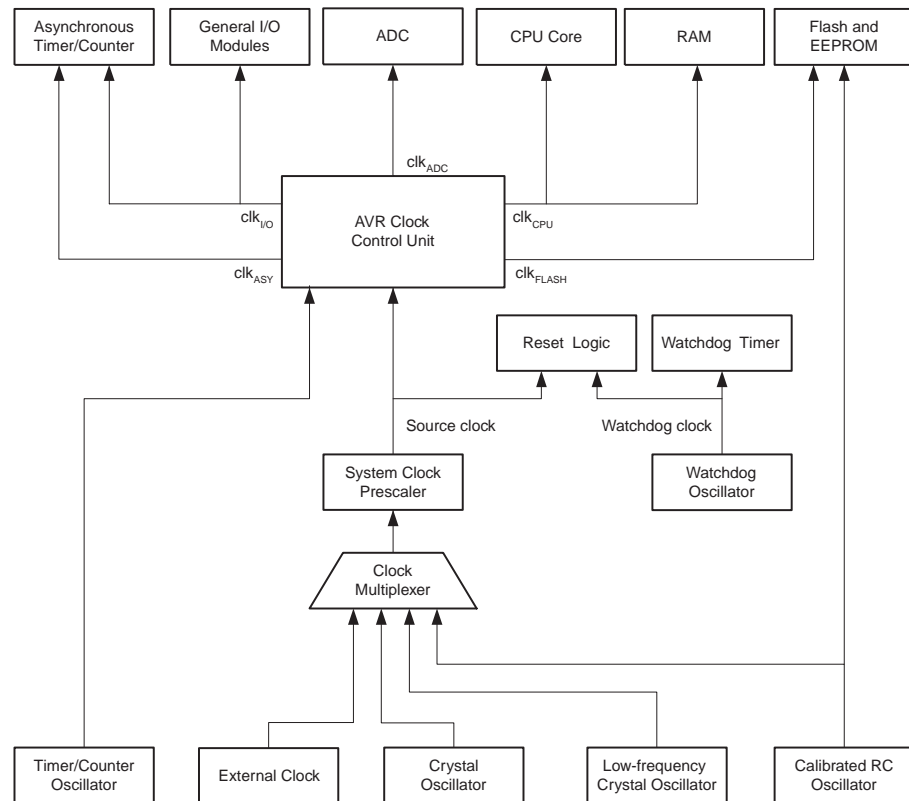 Asynchronous
Timer/Counter
General I/O
Modules
ADC
CPU Core
RAM
Flash and
EEPROM
clkADC
clkI/O
AVR Clock
Control Unit
clkCPU
clkASY
clkFLASH
Reset Logic
Watchdog Timer
Source clock
Watchdog clock
System Clock
Prescaler
Watchdog
Oscillator
Clock
Multiplexer
Timer/Counter
Oscillator
External Clock
Crystal
Oscillator
Low-frequency
Crystal Oscillator
Calibrated RC
Oscillator